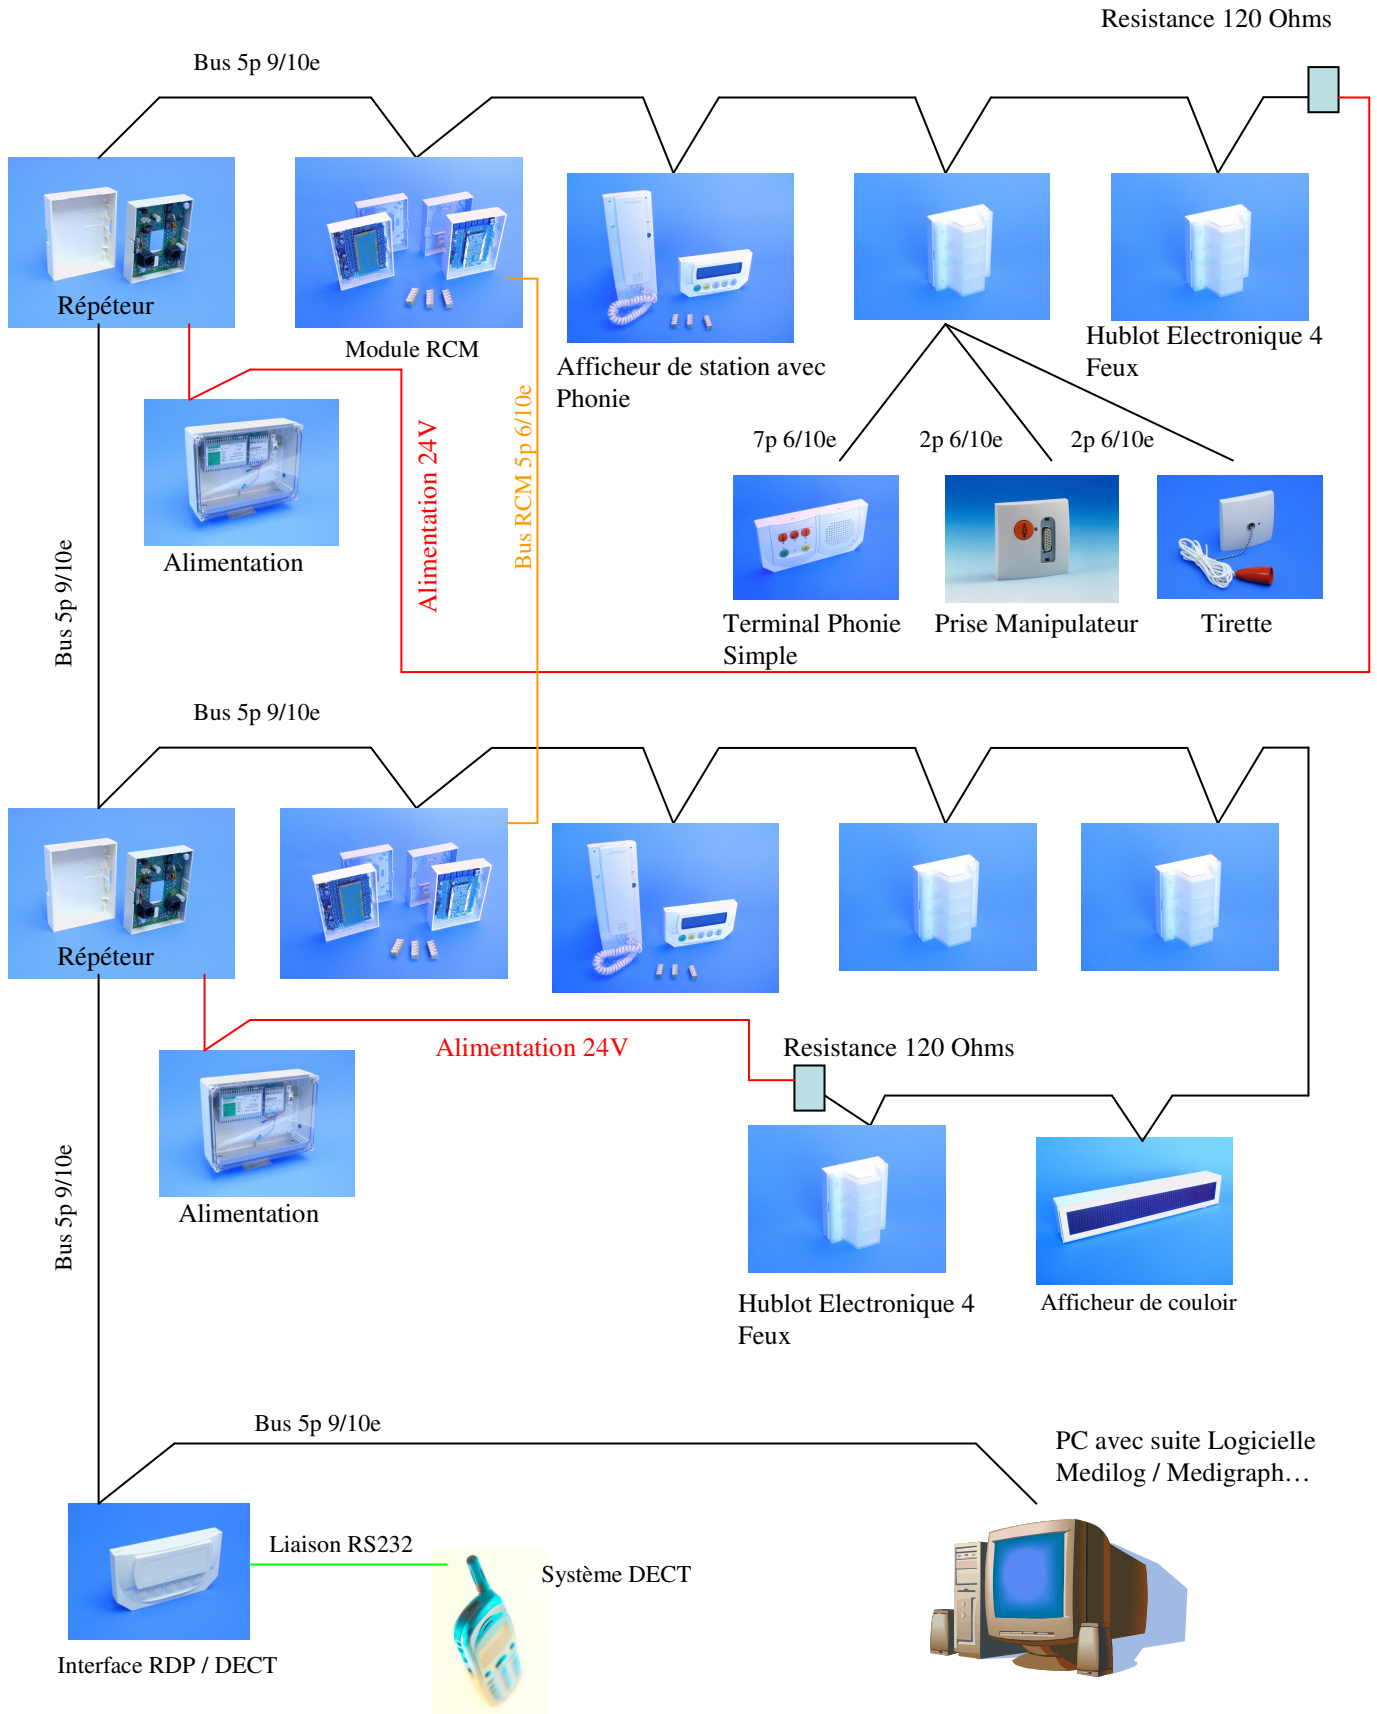 Resistance 120 Ohms
Bus 5p 9/10e
Répéteur
Module RCM
Afficheur de station avec
Phonie
Hublot Electronique 4
Feux
Alimentation
Alimentation 24V
Bus RCM 5p 6/10e
7p 6/10e
2p 6/10e
2p 6/10e
Terminal Phonie
Simple
Prise Manipulateur
Tirette
Bus 5p 9/10e
Bus 5p 9/10e
Répéteur
Alimentation 24V
Resistance 120 Ohms
Alimentation
Bus 5p 9/10e
Hublot Electronique 4
Feux
Afficheur de couloir
Bus 5p 9/10e
PC avec suite Logicielle
Medilog / Medigraph…
Liaison RS232
Système DECT
Interface RDP / DECT